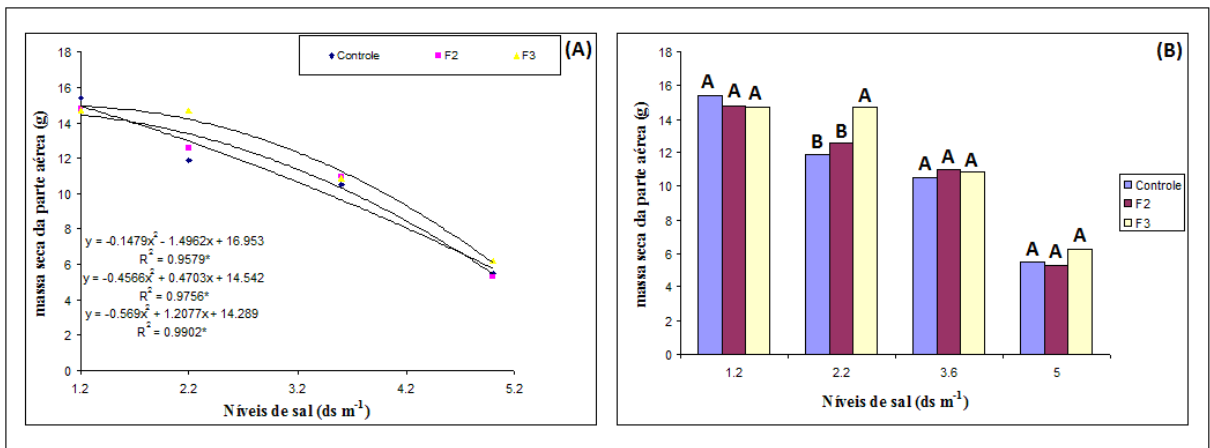 (A)
Controle F2 F3
massa seca da parte aérea (g)
18
16
14
12
10
8
6
4
2
0
y = -0.1479x² - 1.4962x + 16.953
R² = 0.9579*
y = -0.4566x² + 0.4703x + 14.542
R² = 0.9756*
y = -0.569x² + 1.2077x + 14.289
R² = 0.9902*
1.2 2.2 3.2 4.2 5.2
Níveis de sal (ds m⁻¹)
(B)
massa seca da parte aérea (g)
18
16
14
12
10
8
6
4
2
0
A A A
B B A
A A A
A A A
1.2 2.2 3.6 5
Níveis de sal (ds m⁻¹)
Controle
F2
F3